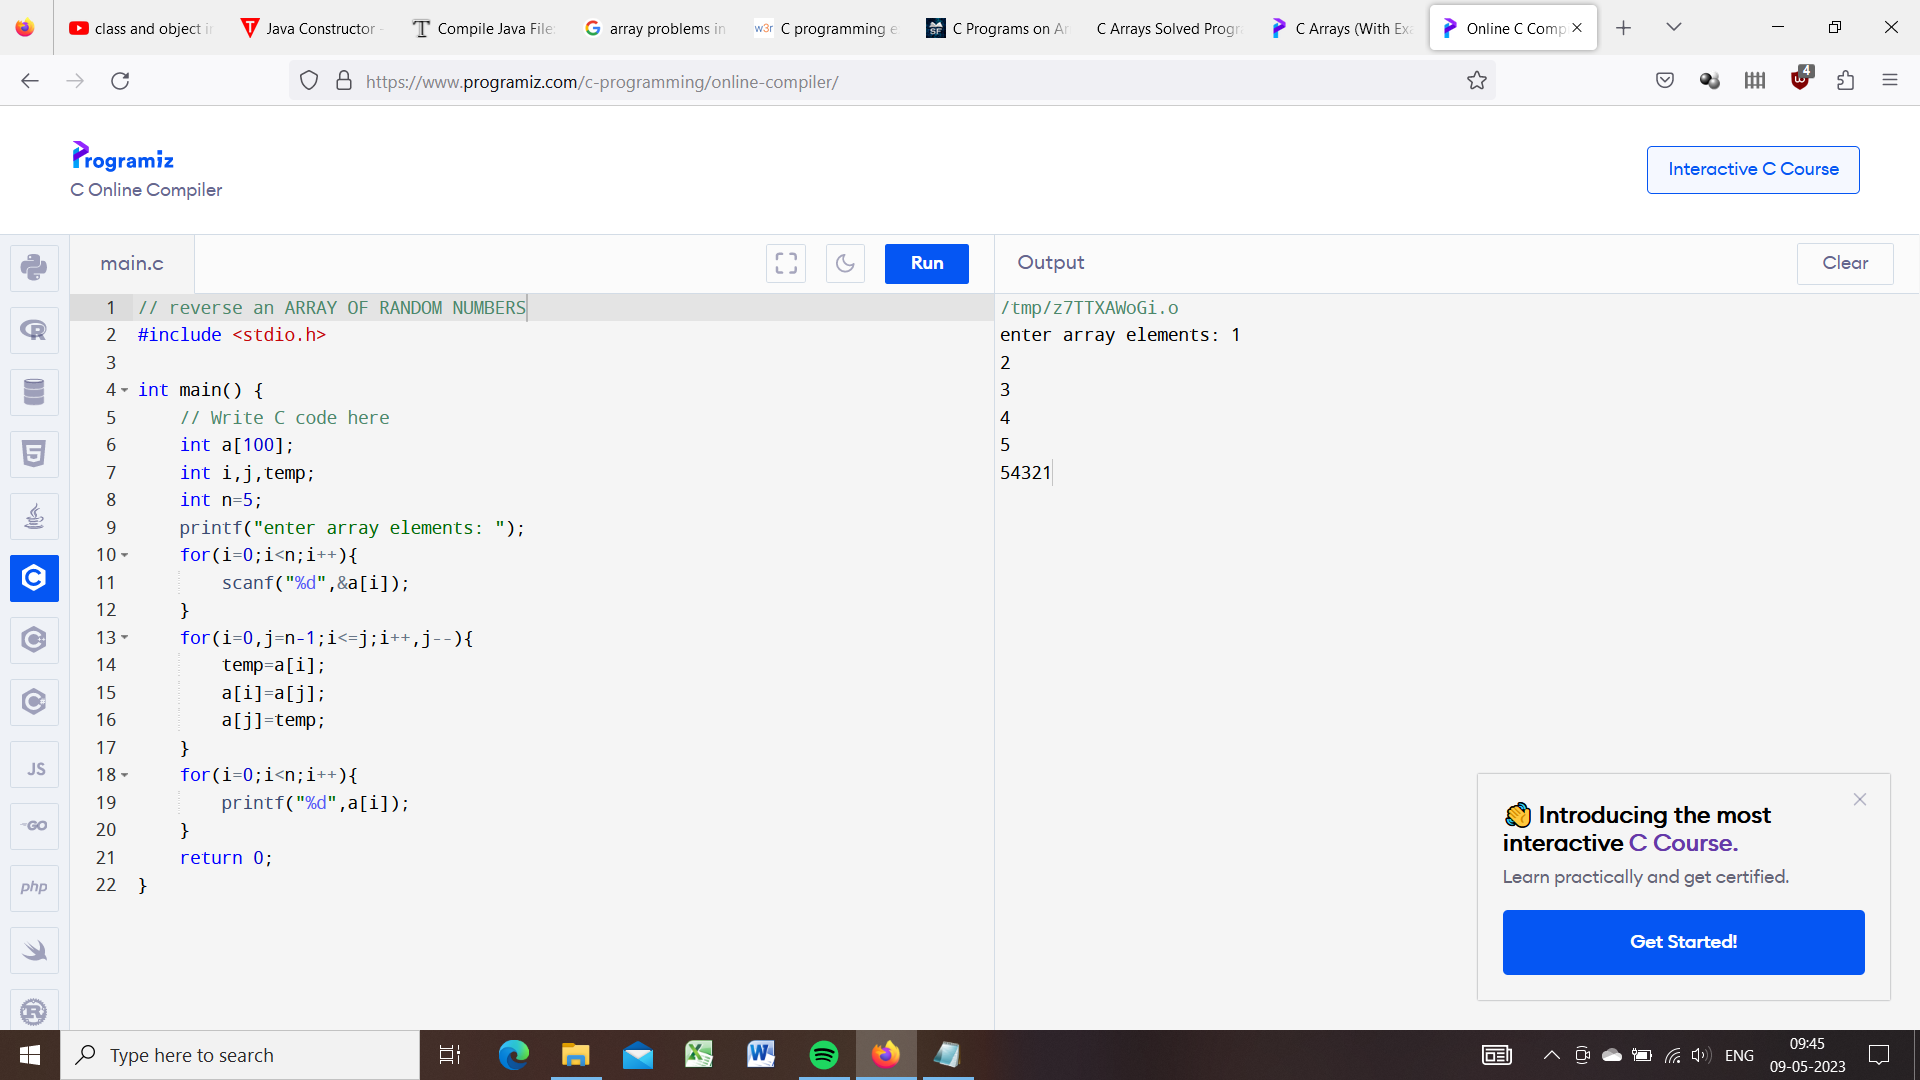 class and object i
Java Constructor -
Compile Java File
array problems in
w3r C programming e
C Programs on Ar
C Arrays Solved Progr
C Arrays (With Exa
Online C Comp
https://www.programiz.com/c-programming/online-compiler/
4
Programiz
C Online Compiler
Interactive C Course
main.c
Run
Output
Clear
1 // reverse an ARRAY OF RANDOM NUMBERS
2 #include <stdio.h>
3
4 int main() {
5 // Write C code here
6 int a[100];
7 int i,j,temp;
8 int n=5;
9 printf("enter array elements: ");
10 for(i=0;i<n;i++){
11 scanf("%d",&a[i]);
12 }
13 for(i=0,j=n-1;i<=j;i++,j--){
14 temp=a[i];
15 a[i]=a[j];
16 a[j]=temp;
17 }
18 for(i=0;i<n;i++){
19 printf("%d",a[i]);
20 }
21 return 0;
22 }
/tmp/z7TTXAWoGi.o
enter array elements: 1
2
3
4
5
54321
JS
GO
php
👏 Introducing the most
interactive C Course.
Learn practically and get certified.
Get Started!
Type here to search
ENG
09:45
09-05-2023